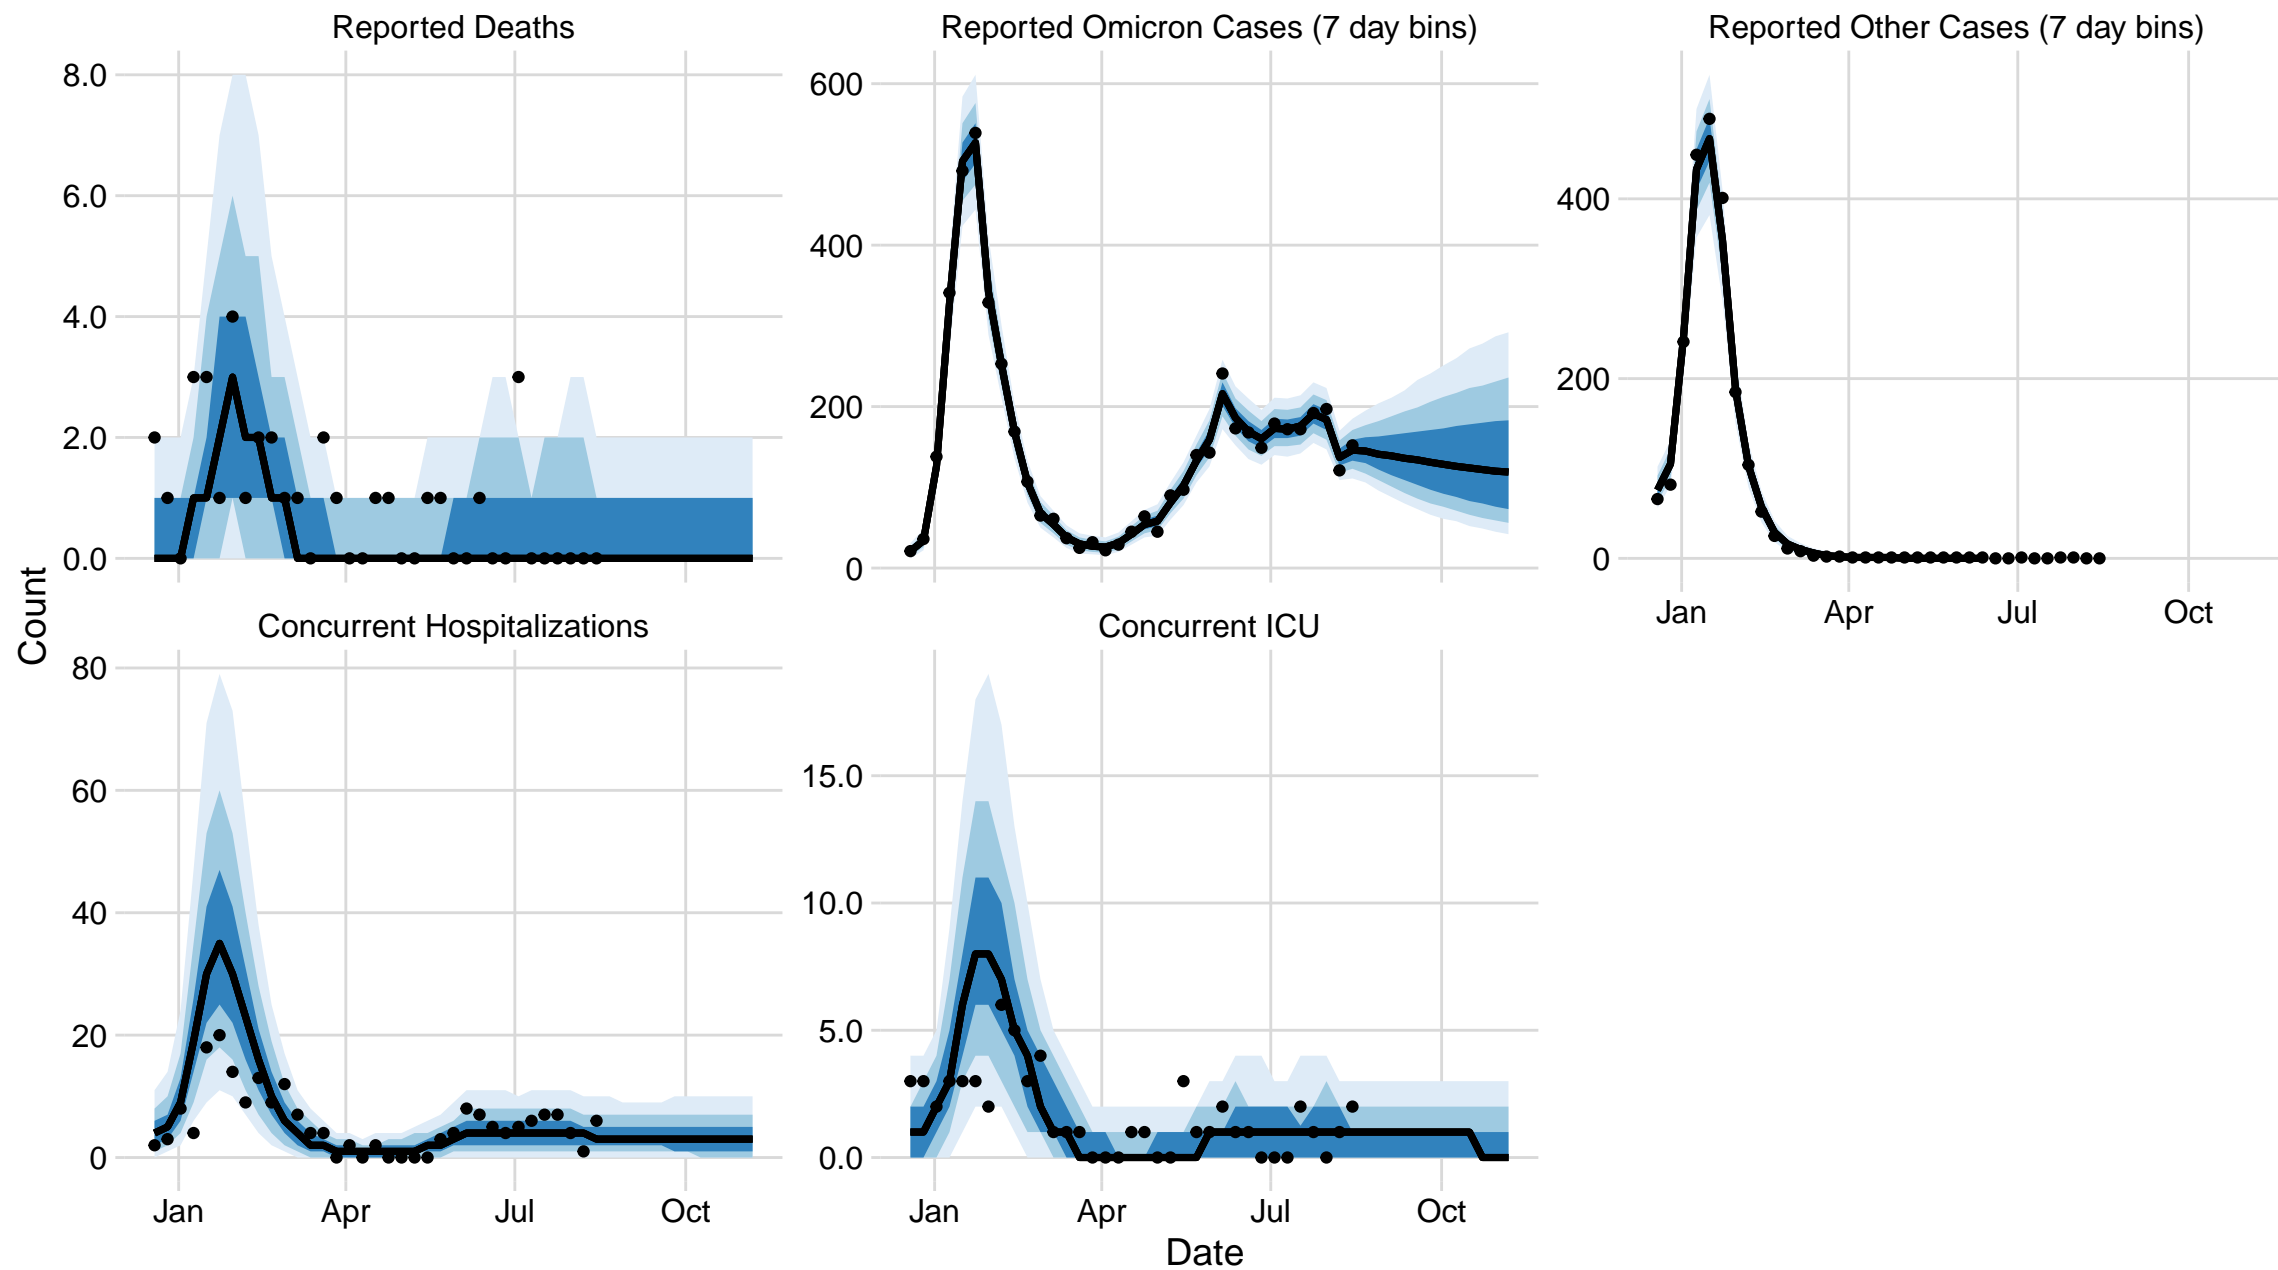 Reported Deaths
Reported Omicron Cases (7 day bins)
Reported Other Cases (7 day bins)
8.0
6.0
4.0
2.0
0.0
600
400
200
0
400
200
0
Jan Apr Jul Oct
Count
Concurrent Hospitalizations
Concurrent ICU
80
60
40
20
0
15.0
10.0
5.0
0.0
Jan Apr Jul Oct
Jan Apr Jul Oct
Date